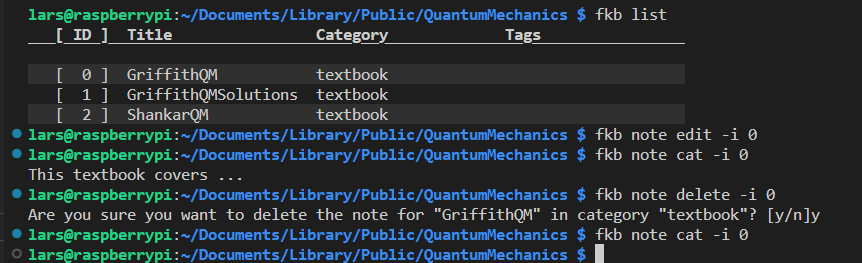 lars@raspberrypi:~/Documents/Library/Public/QuantumMechanics $ fkb list
[ ID ] Title Category Tags
[ 0 ] GriffithQM textbook
[ 1 ] GriffithQMSolutions textbook
[ 2 ] ShankarQM textbook
lars@raspberrypi:~/Documents/Library/Public/QuantumMechanics $ fkb note edit -i 0
lars@raspberrypi:~/Documents/Library/Public/QuantumMechanics $ fkb note cat -i 0
This textbook covers ...
lars@raspberrypi:~/Documents/Library/Public/QuantumMechanics $ fkb note delete -i 0
Are you sure you want to delete the note for "GriffithQM" in category "textbook"? [y/n]y
lars@raspberrypi:~/Documents/Library/Public/QuantumMechanics $ fkb note cat -i 0
lars@raspberrypi:~/Documents/Library/Public/QuantumMechanics $